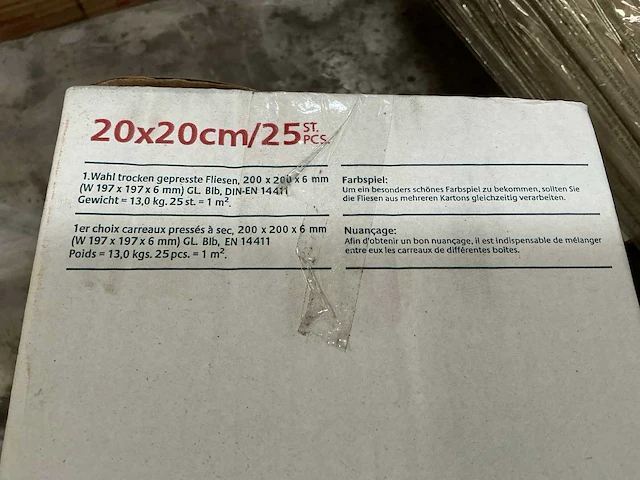 20x20cm/25 ST. PCS.
1.Wahl trocken gepresste Fliesen, 200 x 200 x 6 mm
(W 197 x 197 x 6 mm) GL. BIb, DIN-EN 14411
Gewicht = 13,0 kg. 25 st. = 1 m².
1er choix carreaux pressés à sec, 200 x 200 x 6 mm
(W 197 x 197 x 6 mm) GL. BIb, EN 14411
Poids = 13,0 kgs. 25 pcs. = 1 m².
Farbspiel:
Um ein besonders schönes Farbspiel zu bekommen, sollten Sie
die Fliesen aus mehreren Kartons gleichzeitig verarbeiten.
Nuançage:
Afin d'obtenir un bon nuançage, il est indispensable de mélanger
entre eux les carreaux de différentes boîtes.